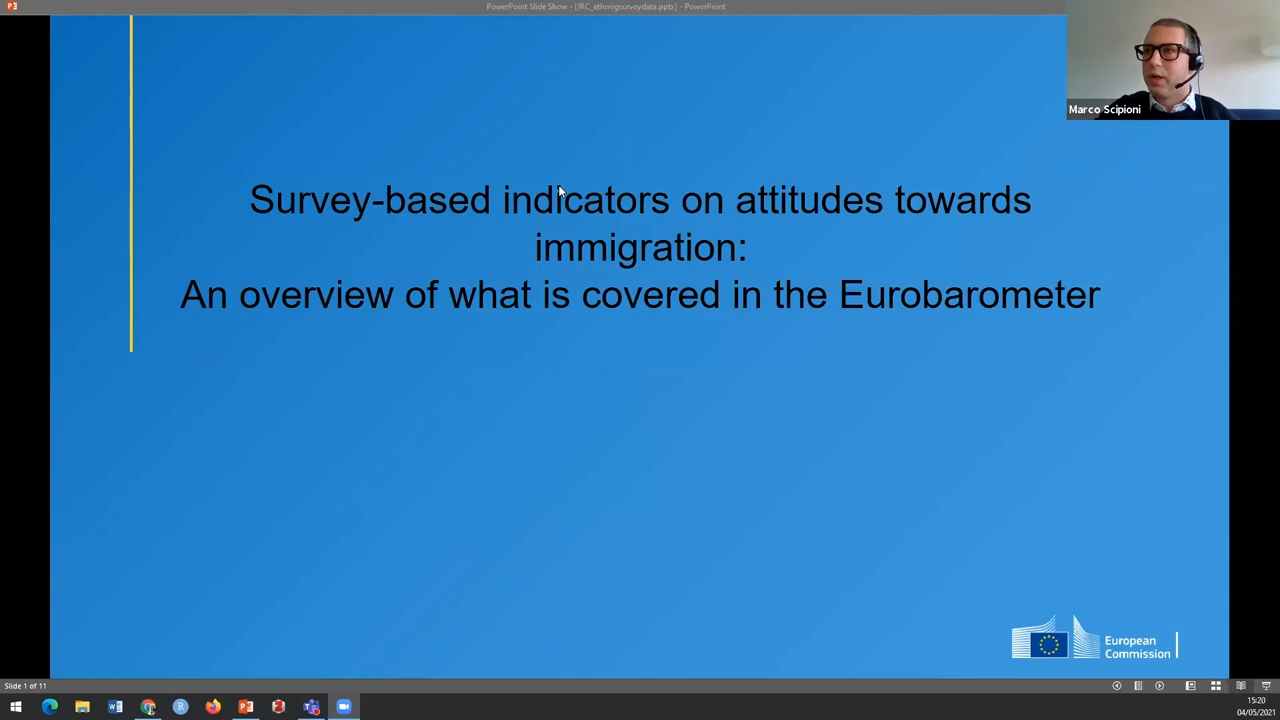 PowerPoint Slide Show - [JRC_ethmigsurveydata.pptx] - PowerPoint
Marco Scipioni
Survey-based indicators on attitudes towards
immigration:
An overview of what is covered in the Eurobarometer
European
Commission
Slide 1 of 11
15:20
04/05/2021